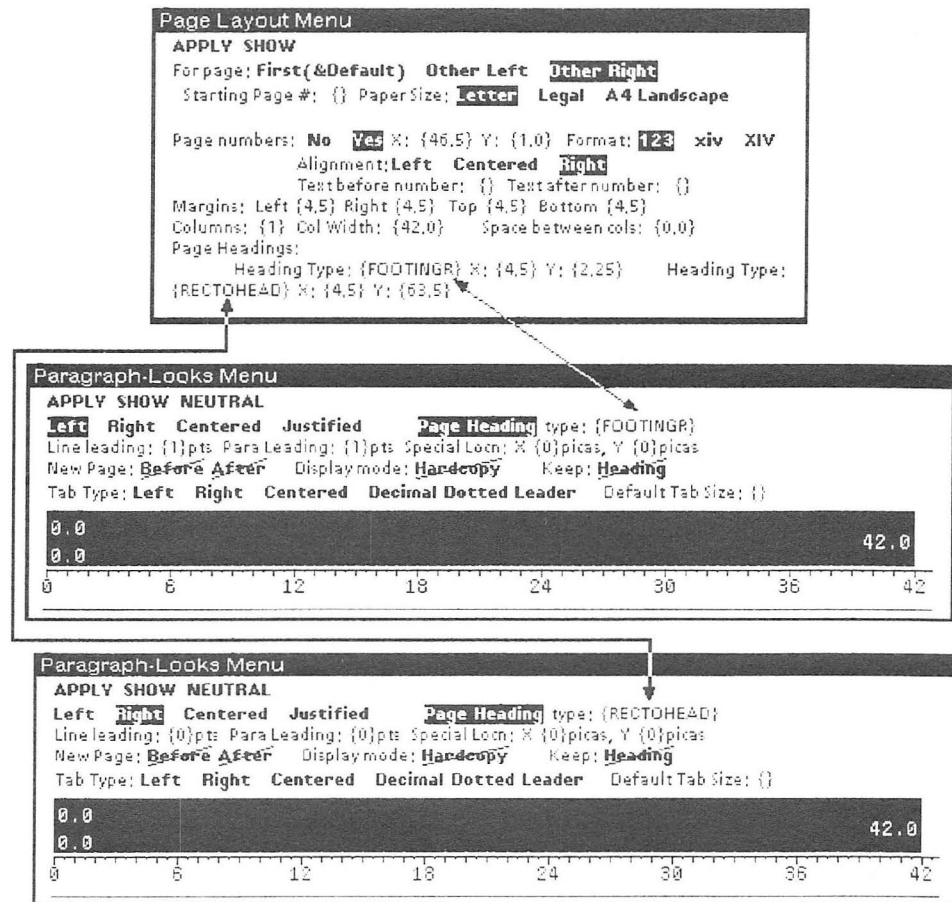 Page Layout Menu
APPLY SHOW
For page: First(&Default) Other Left Other Right
Starting Page #: {} Paper Size: Letter Legal A4 Landscape
Page numbers: No Yes X: {46.5} Y: {1.0} Format: 123 xiv XIV
Alignment: Left Centered Right
Text before number: {} Text after number: {}
Margins: Left {4.5} Right {4.5} Top {4.5} Bottom {4.5}
Columns: {1} Col Width: {42.0} Space between cols: {0.0}
Page Headings:
Heading Type: {FOOTINGR} X: {4.5} Y: {2.25} Heading Type:
{RECTOHEAD} X: {4.5} Y: {63.5}
Paragraph-Looks Menu
APPLY SHOW NEUTRAL
Left Right Centered Justified Page Heading type: {FOOTINGR}
Line leading: {1}pts Para Leading: {1}pts Special Locn: X {0}picas, Y {0}picas
New Page: Before After Display mode: Hardcopy Keep: Heading
Tab Type: Left Right Centered Decimal Dotted Leader Default Tab Size: {}
0.0
42.0
0.0
0 6 12 18 24 30 36 42
Paragraph-Looks Menu
APPLY SHOW NEUTRAL
Left Right Centered Justified Page Heading type: {RECTOHEAD}
Line leading: {0}pts Para Leading: {0}pts Special Locn: X {0}picas, Y {0}picas
New Page: Before After Display mode: Hardcopy Keep: Heading
Tab Type: Left Right Centered Decimal Dotted Leader Default Tab Size: {}
0.0
42.0
0.0
0 6 12 18 24 30 36 42